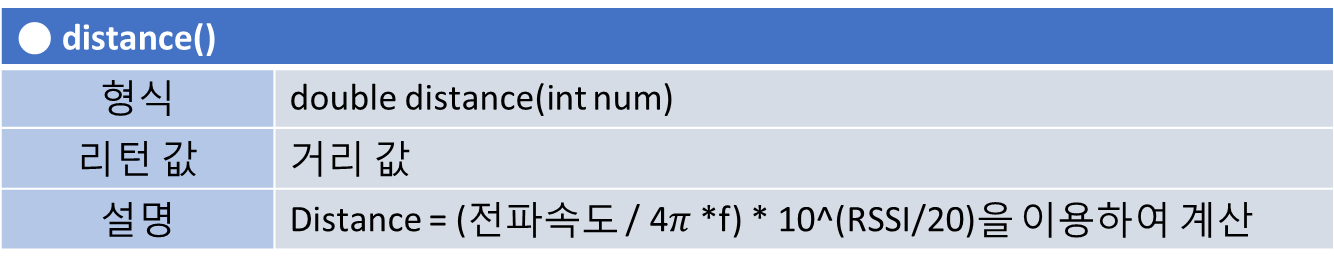 ● distance()
형식 double distance(int num)
리턴 값 거리 값
설명 Distance = (전파속도 / 4𝜋 *f) * 10^(RSSI/20)을 이용하여 계산